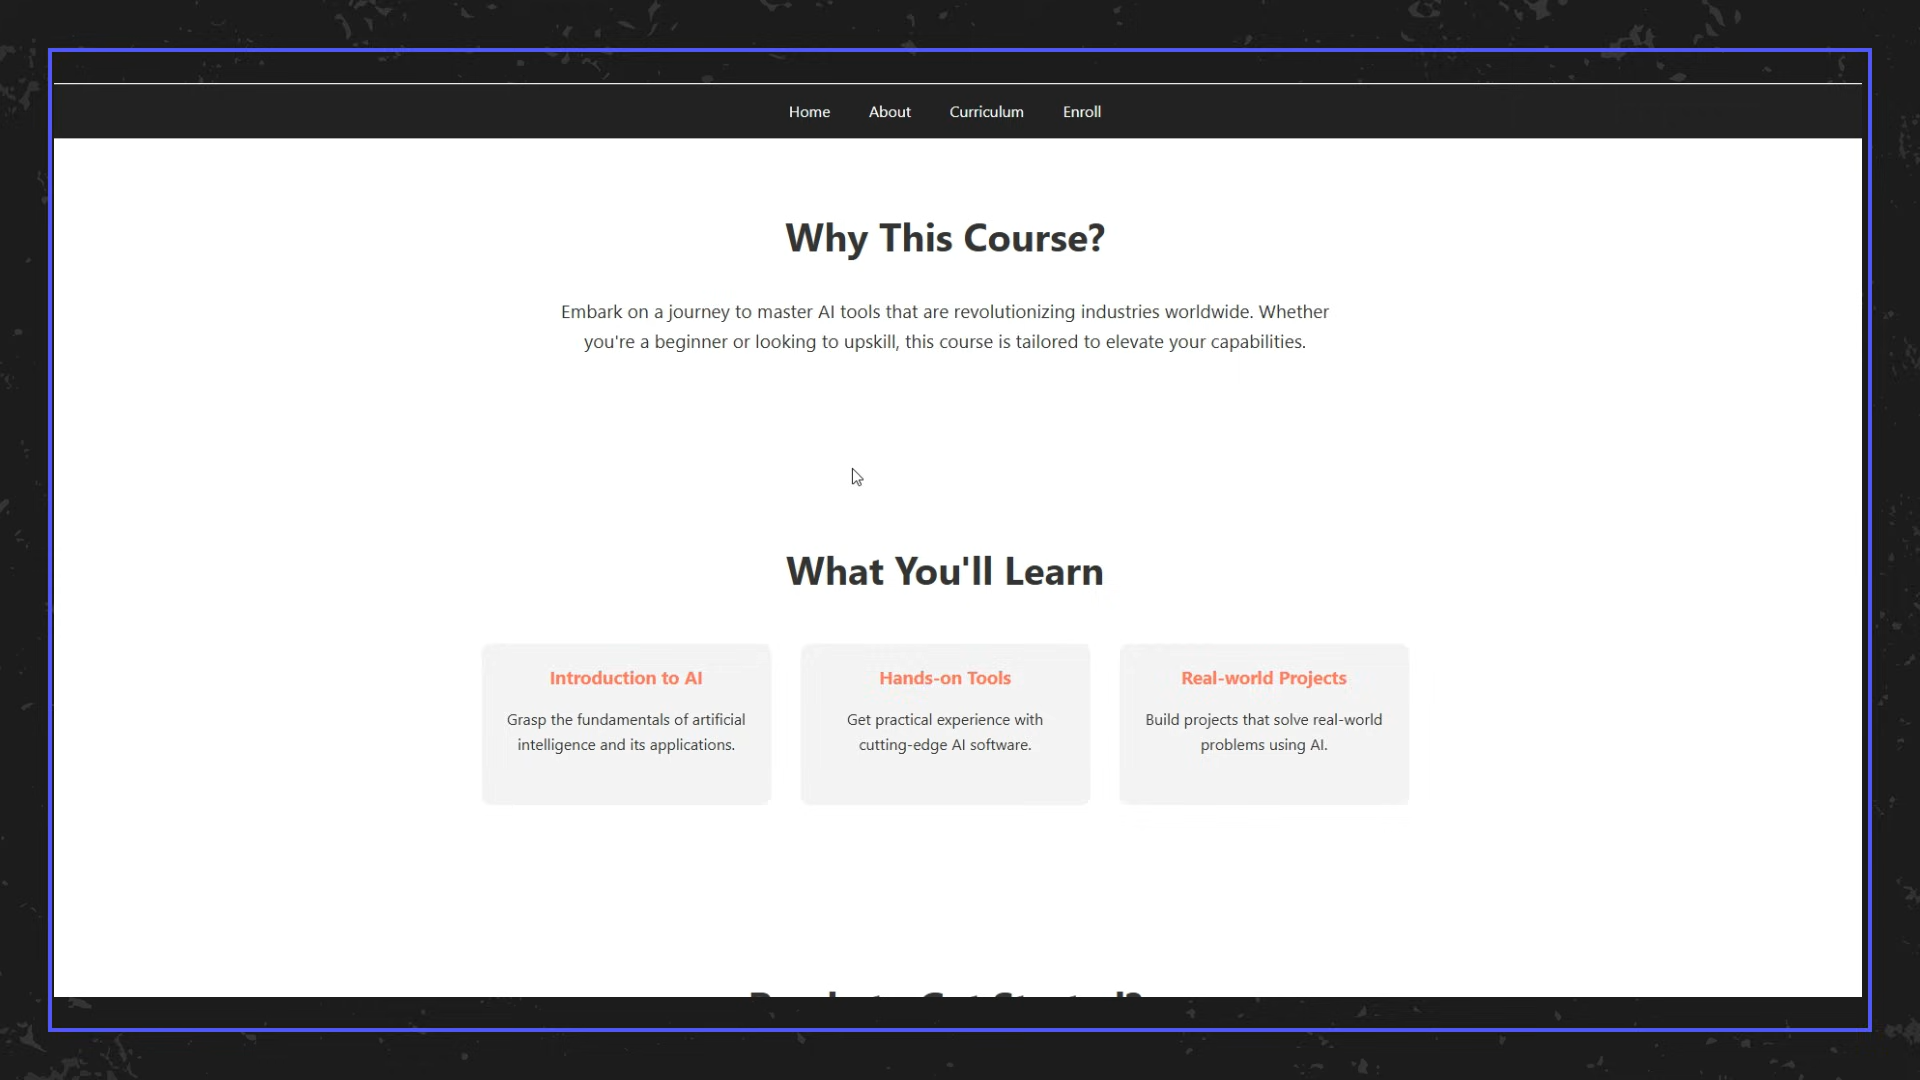 Home About Curriculum Enroll
Why This Course?
Embark on a journey to master AI tools that are revolutionizing industries worldwide. Whether
you're a beginner or looking to upskill, this course is tailored to elevate your capabilities.
What You'll Learn
Introduction to AI
Grasp the fundamentals of artificial
intelligence and its applications.
Hands-on Tools
Get practical experience with
cutting-edge AI software.
Real-world Projects
Build projects that solve real-world
problems using AI.